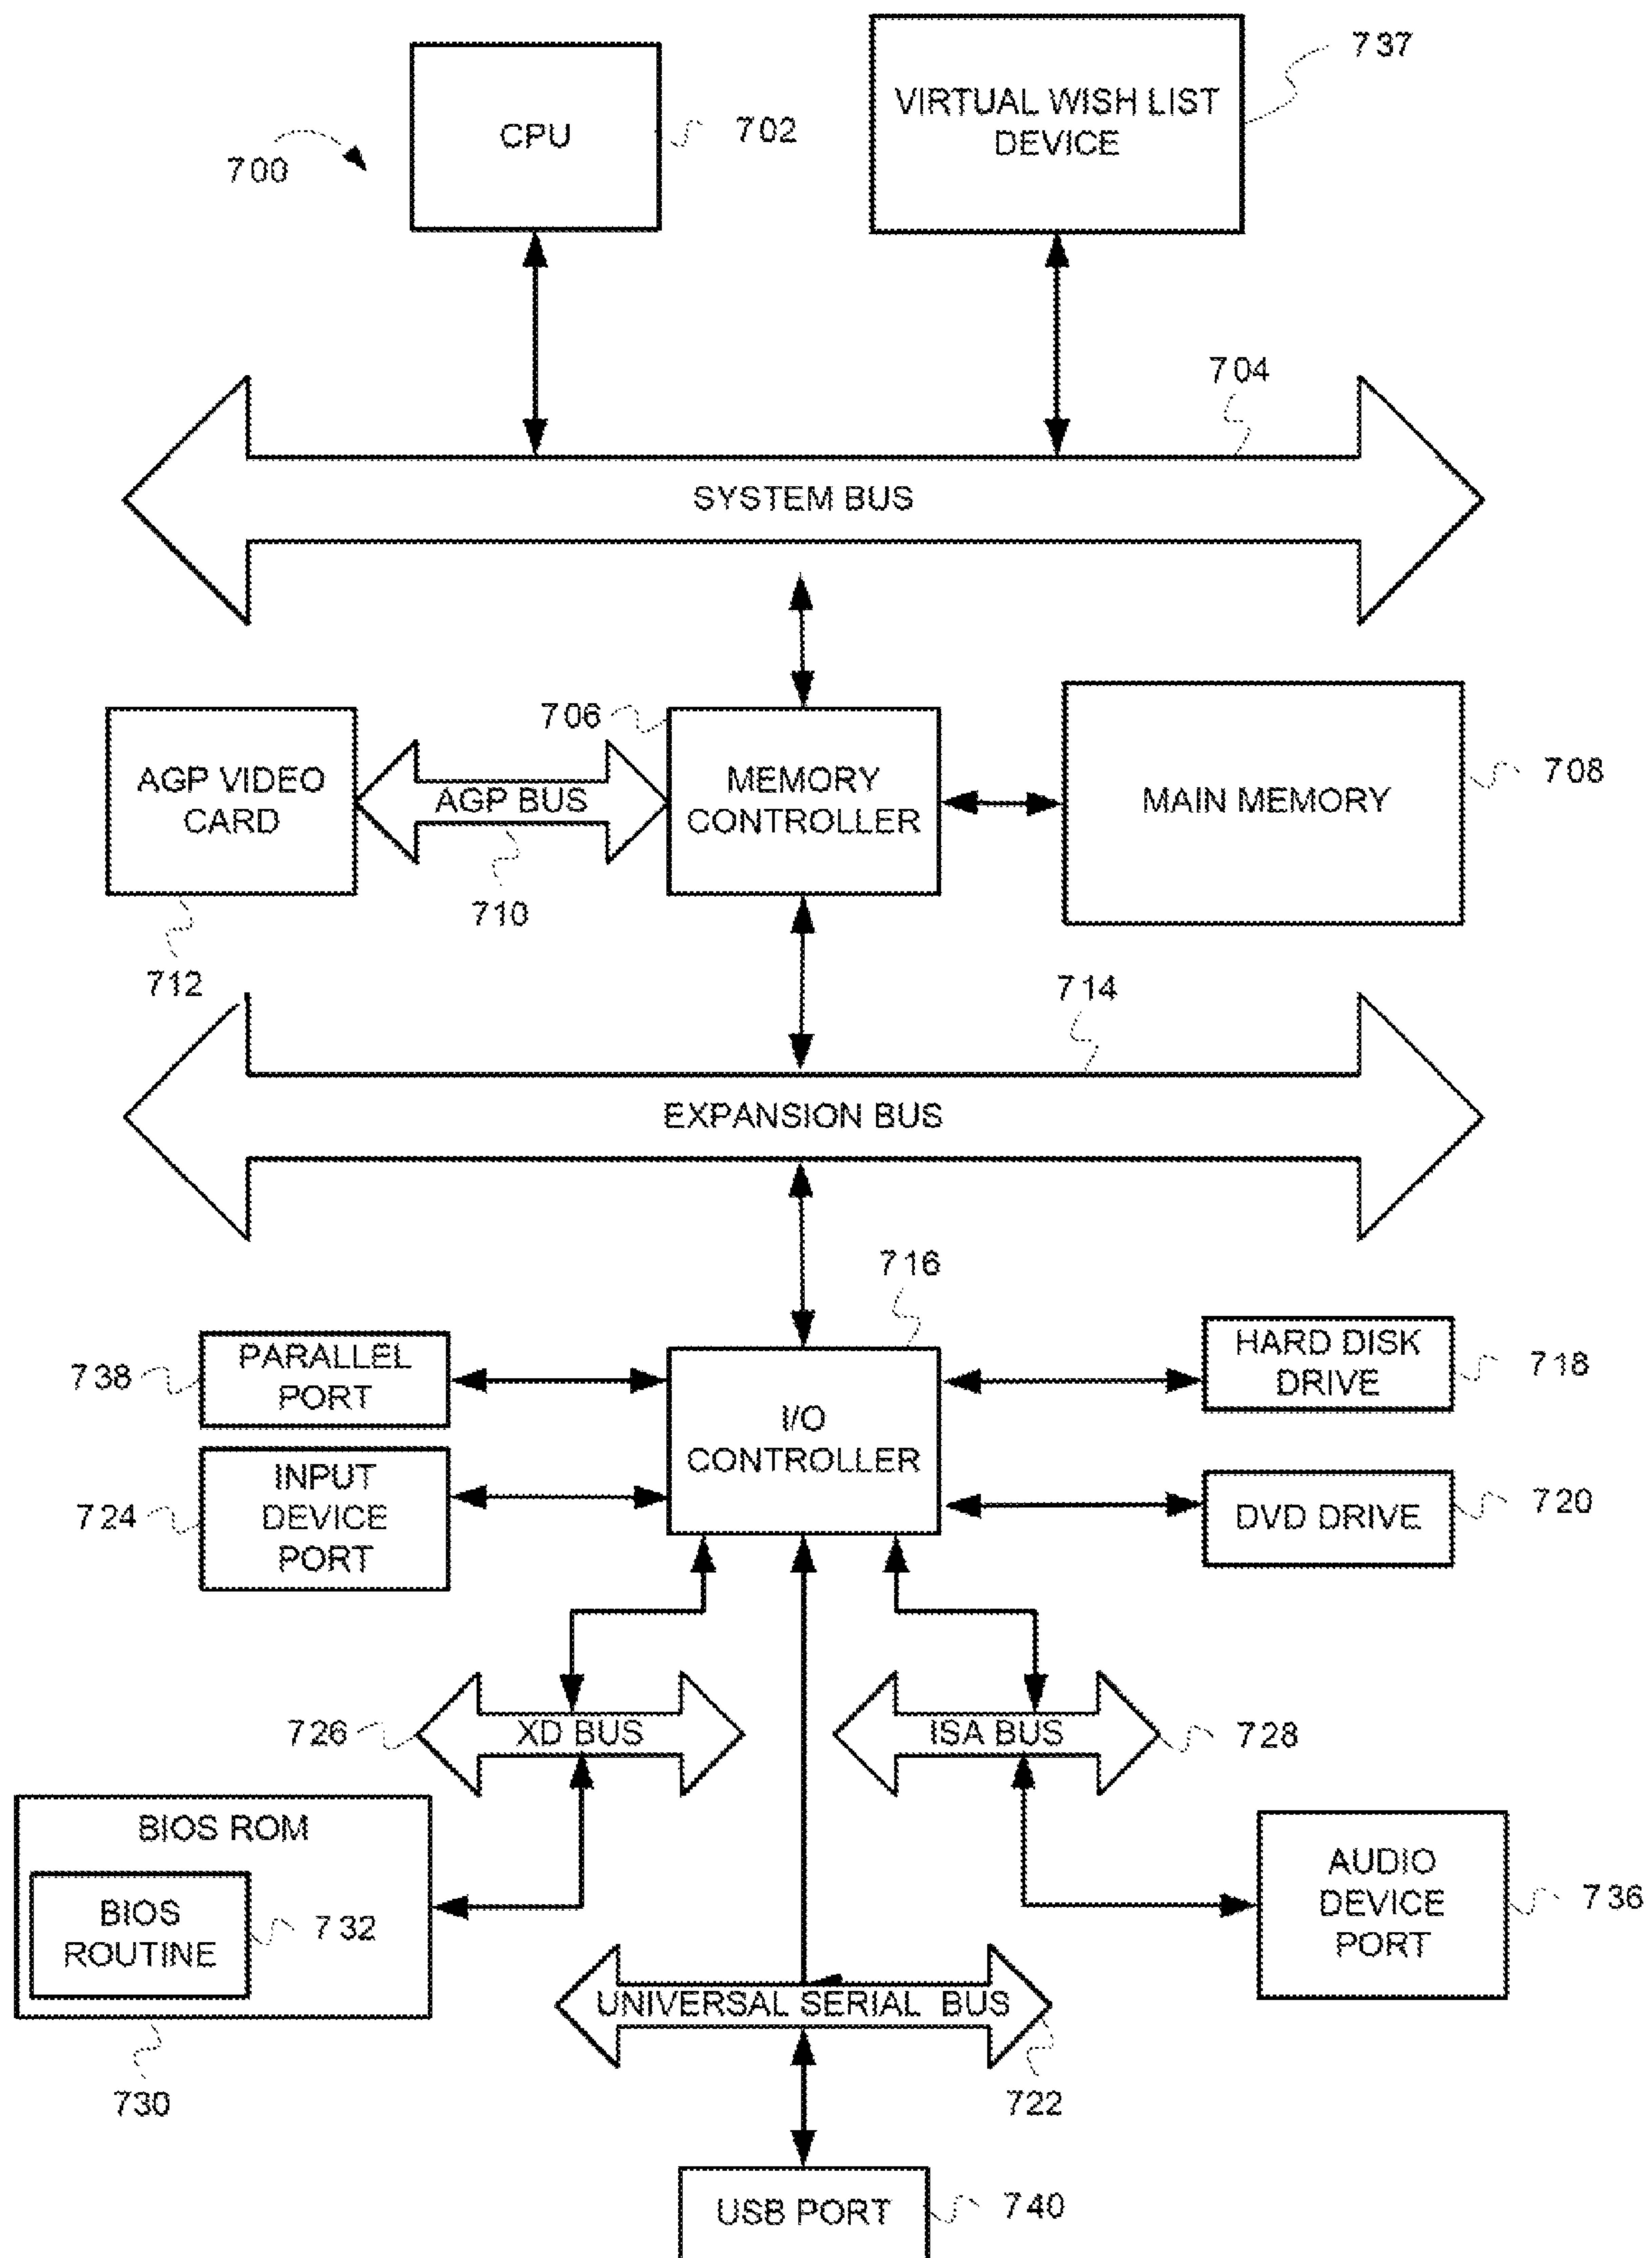 700
CPU
702
VIRTUAL WISH LIST
DEVICE
737
704
SYSTEM BUS
AGP VIDEO
CARD
712
AGP BUS
710
706
MEMORY
CONTROLLER
MAIN MEMORY
708
714
EXPANSION BUS
716
738
PARALLEL
PORT
I/O
CONTROLLER
HARD DISK
DRIVE
718
724
INPUT
DEVICE
PORT
DVD DRIVE
720
726
XD BUS
ISA BUS
728
BIOS ROM
BIOS
ROUTINE
732
730
AUDIO
DEVICE
PORT
736
UNIVERSAL SERIAL BUS
722
USB PORT
740